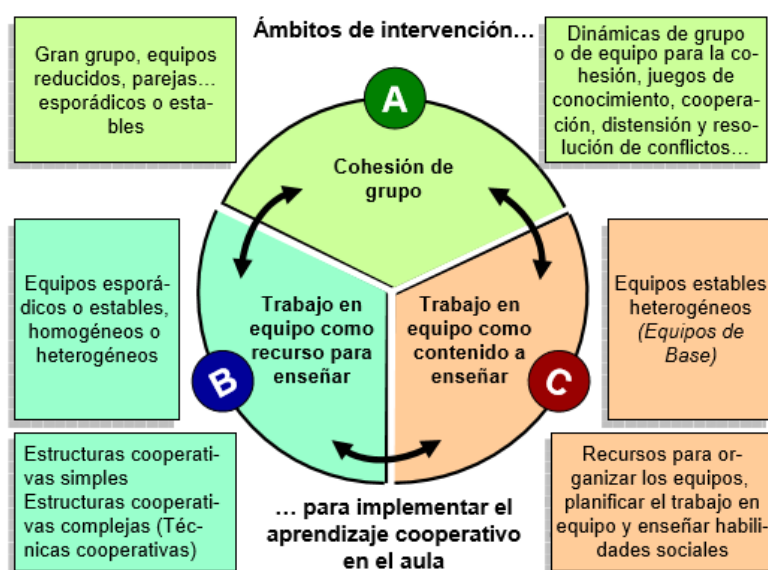 Ámbitos de intervención…
Gran grupo, equipos
reducidos, parejas…
esporádicos o esta-
bles
Dinámicas de grupo
o de equipo para la co-
hesión, juegos de
conocimiento, cooper-
ación, distensión y reso-
lución de conflictos…
A
Cohesión de
grupo
Equipos esporá-
dicos o estables,
homogéneos o
heterogéneos
Trabajo en
equipo como
recurso para
enseñar
Trabajo en
equipo como
contenido a
enseñar
Equipos estables
heterogéneos
(Equipos de
Base)
B
C
Estructuras cooperati-
vas simples
Estructuras cooperati-
vas complejas (Téc-
nicas cooperativas)
… para implementar el
aprendizaje cooperativo
en el aula
Recursos para or-
ganizar los equipos,
planificar el trabajo en
equipo y enseñar habili-
dades sociales